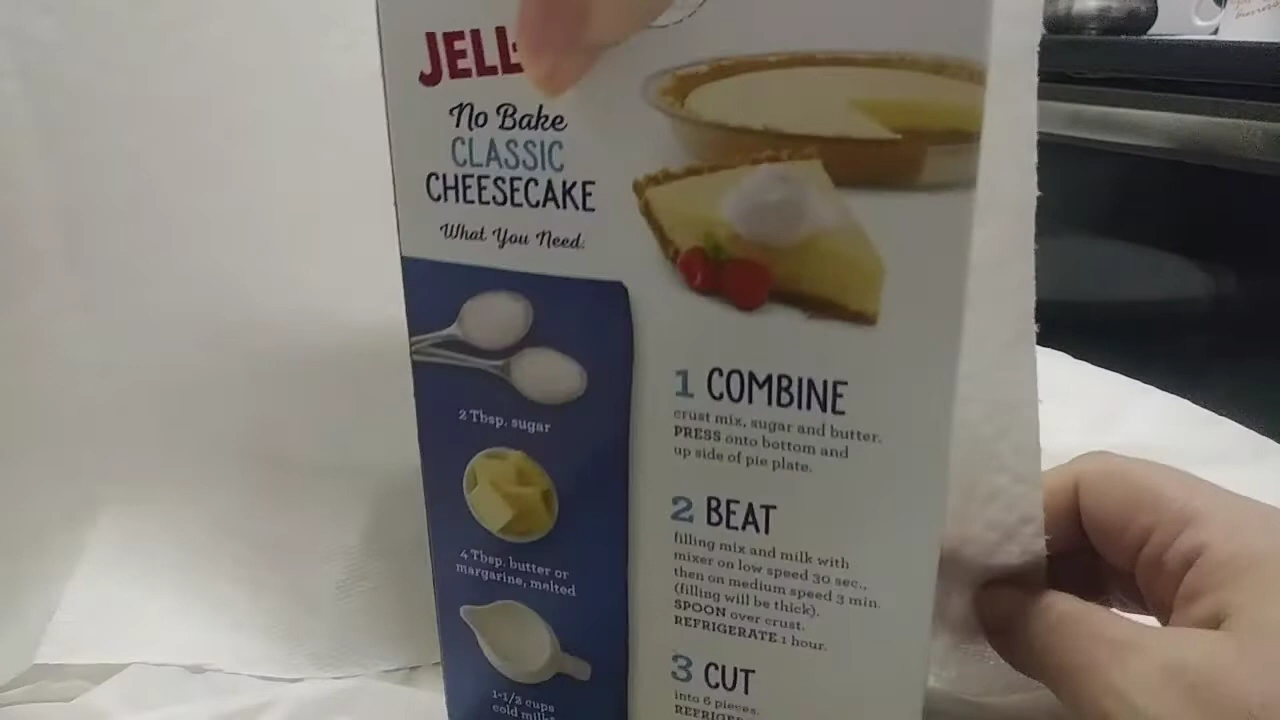 JELL
No Bake
CLASSIC
CHEESECAKE
What You Need:
2 Tbsp. sugar
4 Tbsp. butter or
margarine, melted
1-1/2 cups
cold milk
1 COMBINE
crust mix, sugar and butter.
PRESS onto bottom and
up side of pie plate.
2 BEAT
filling mix and milk with
mixer on low speed 30 sec.,
then on medium speed 3 min.
(filling will be thick).
SPOON over crust.
REFRIGERATE 1 hour.
3 CUT
into 6 pieces.